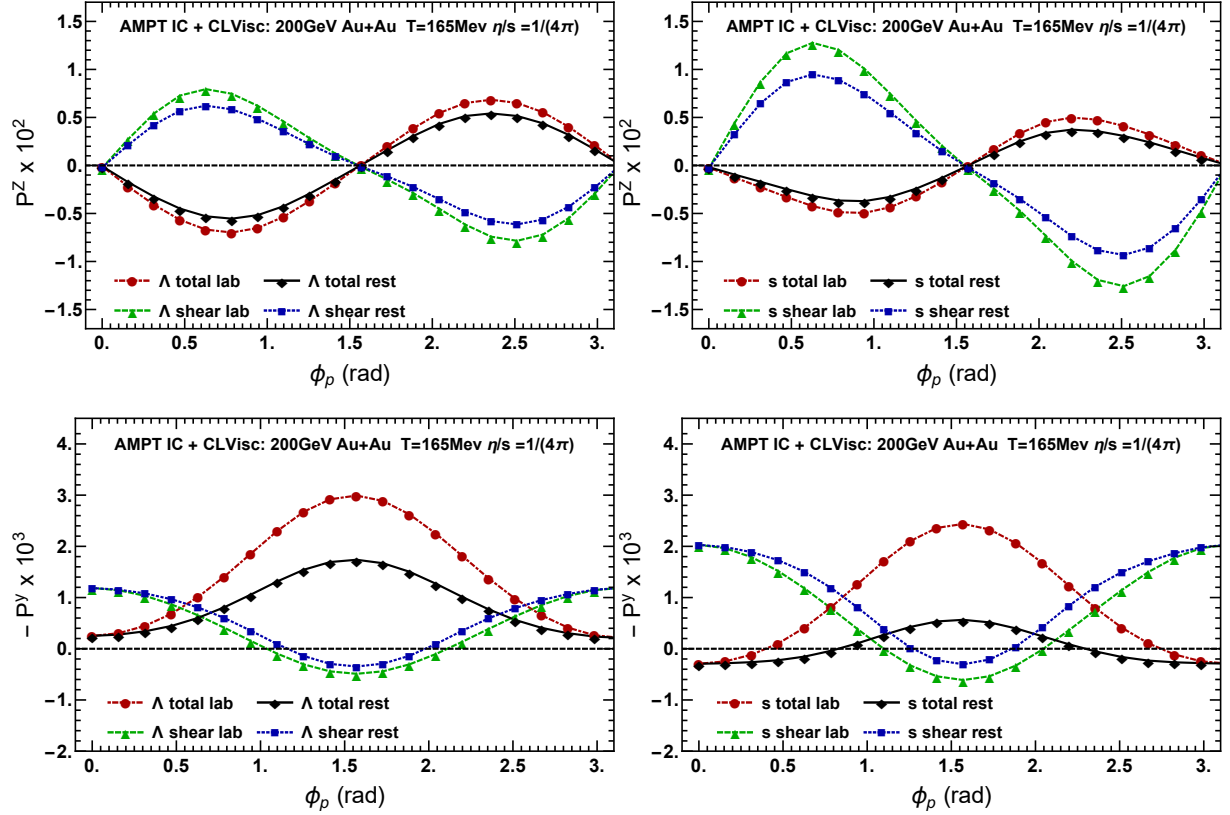 AMPT IC + CLVisc: 200GeV Au+Au T=165Mev η/s =1/(4π)
1.5
1.
0.5
0.
−0.5
−1.
−1.5
P^Z x 10^2
Λ total lab
Λ total rest
Λ shear lab
Λ shear rest
0. 0.5 1. 1.5 2. 2.5 3.
ϕ_p (rad)
AMPT IC + CLVisc: 200GeV Au+Au T=165Mev η/s =1/(4π)
1.5
1.
0.5
0.
−0.5
−1.
−1.5
P^Z x 10^2
s total lab
s total rest
s shear lab
s shear rest
0. 0.5 1. 1.5 2. 2.5 3.
ϕ_p (rad)
AMPT IC + CLVisc: 200GeV Au+Au T=165Mev η/s =1/(4π)
4.
3.
2.
1.
0.
−1.
−2.
− P^y x 10^3
Λ total lab
Λ total rest
Λ shear lab
Λ shear rest
0. 0.5 1. 1.5 2. 2.5 3.
ϕ_p (rad)
AMPT IC + CLVisc: 200GeV Au+Au T=165Mev η/s =1/(4π)
4.
3.
2.
1.
0.
−1.
−2.
− P^y x 10^3
s total lab
s total rest
s shear lab
s shear rest
0. 0.5 1. 1.5 2. 2.5 3.
ϕ_p (rad)